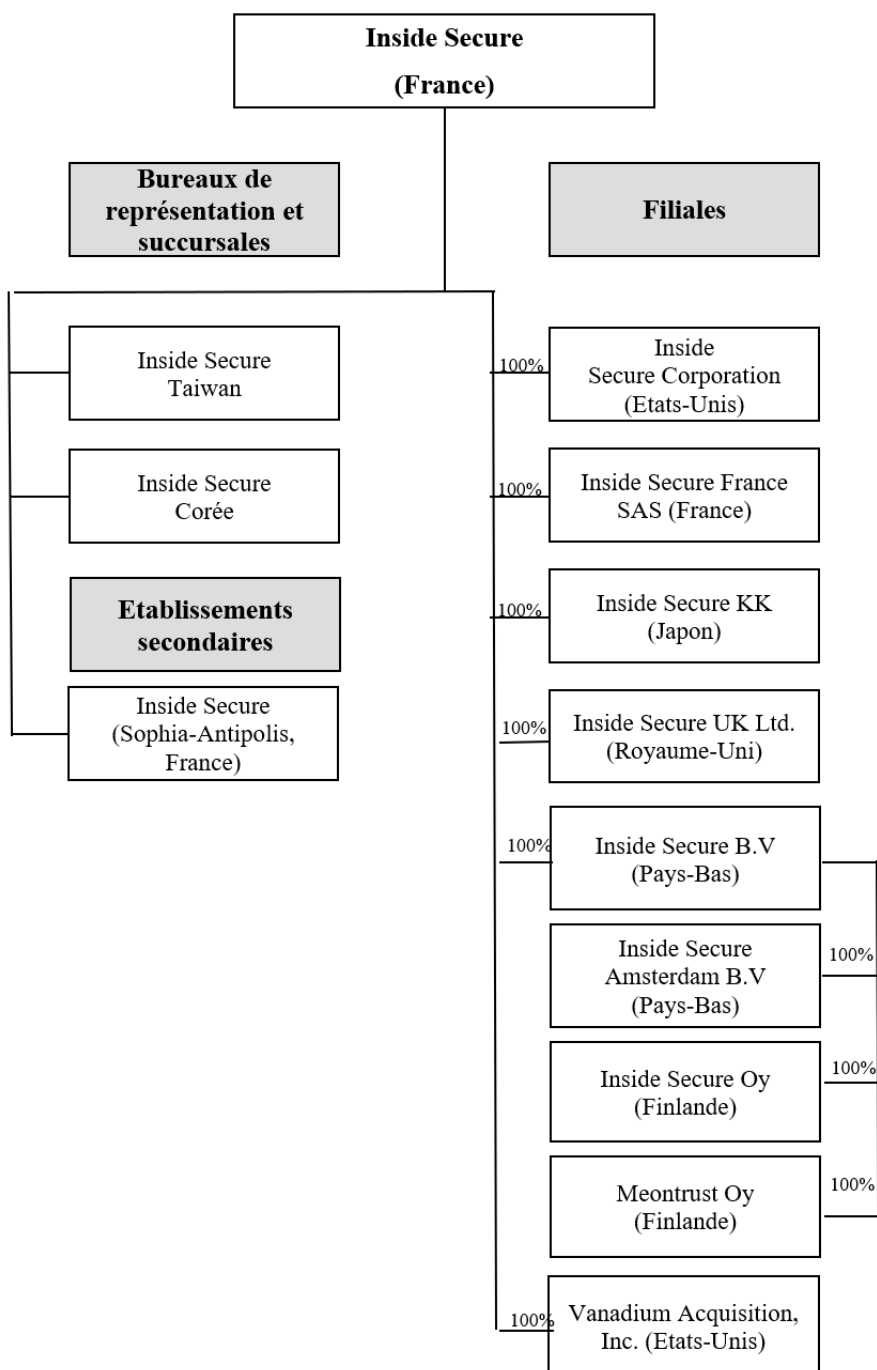 Inside Secure
(France)
Bureaux de
représentation et
succursales
Filiales
Inside Secure
Taiwan
100%
Inside
Secure Corporation
(Etats-Unis)
Inside Secure
Corée
100%
Inside Secure France
SAS (France)
Etablissements
secondaires
100%
Inside Secure KK
(Japon)
Inside Secure
(Sophia-Antipolis,
France)
100%
Inside Secure UK Ltd.
(Royaume-Uni)
100%
Inside Secure B.V
(Pays-Bas)
Inside Secure
Amsterdam B.V
(Pays-Bas)
100%
Inside Secure Oy
(Finlande)
100%
Meontrust Oy
(Finlande)
100%
100%
Vanadium Acquisition,
Inc. (Etats-Unis)